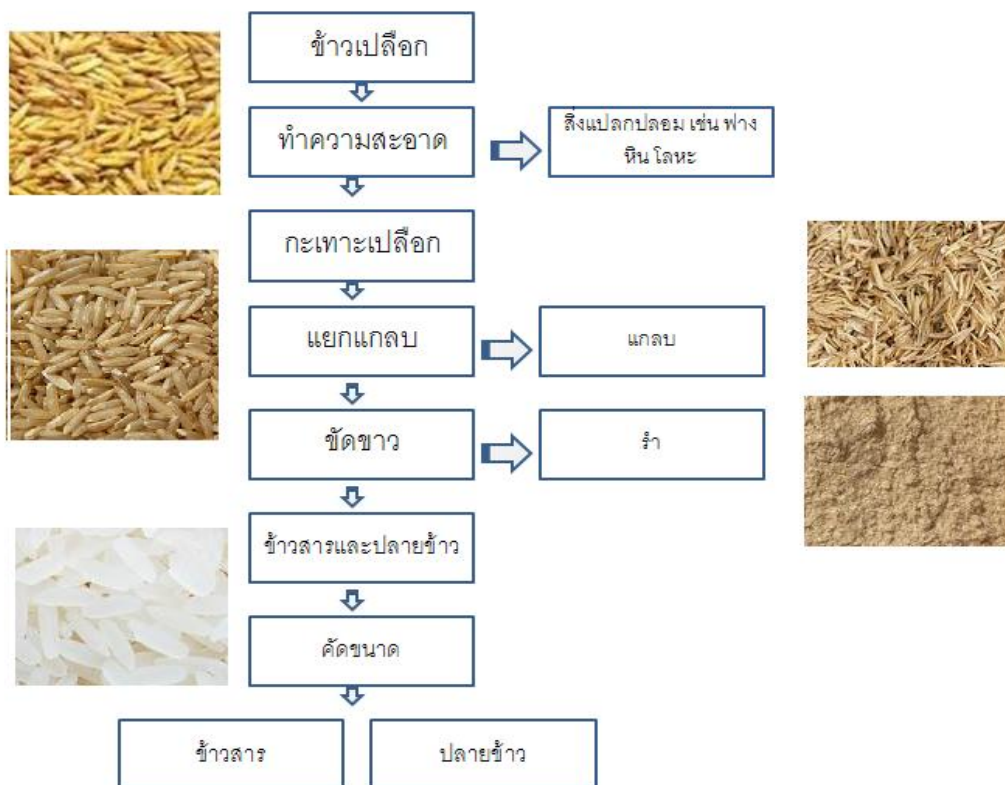 ข้าวเปลือก
ทำความสะอาด
สิ่งแปลกปลอม เช่น ฟาง
หิน โลหะ
กะเทาะเปลือก
แยกแกลบ
แกลบ
ขัดขาว
รำ
ข้าวสารและปลายข้าว
คัดขนาด
ข้าวสาร
ปลายข้าว